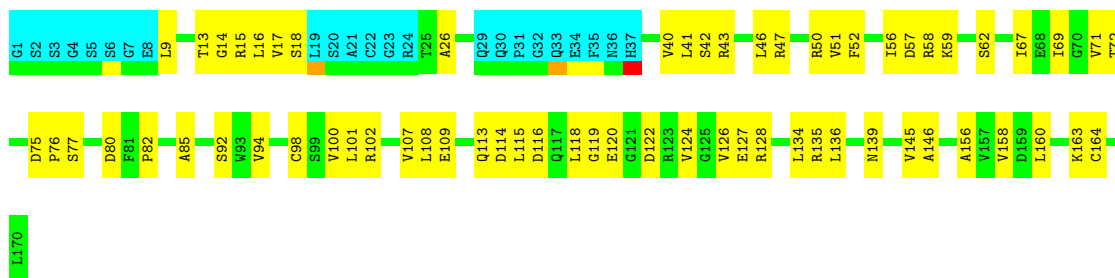 G1 S2 S3 G4 S5 S6 G7 E8 L9 T13 G14 R15 L16 V17 S18 L19 S20 A21 C22 G23 R24 T25 A26 Q29 Q30 P31 G32 Q33 E34 F35 N36 H37 V40 L41 S42 R43 L46 R47 R50 V51 F52 I56 D57 R58 K59 S62 I67 E68 I69 G70 V71 T72
D75 P76 S77 D80 F81 P82 A85 S92 W93 V94 C98 S99 V100 L101 R102 V107 L108 E109 Q113 D114 L115 D116 Q117 L118 G119 E120 G121 D122 R123 V124 G125 V126 E127 R128 L134 R135 L136 N139 V145 A146 A156 V157 V158 D159 L160 K163 C164
L170